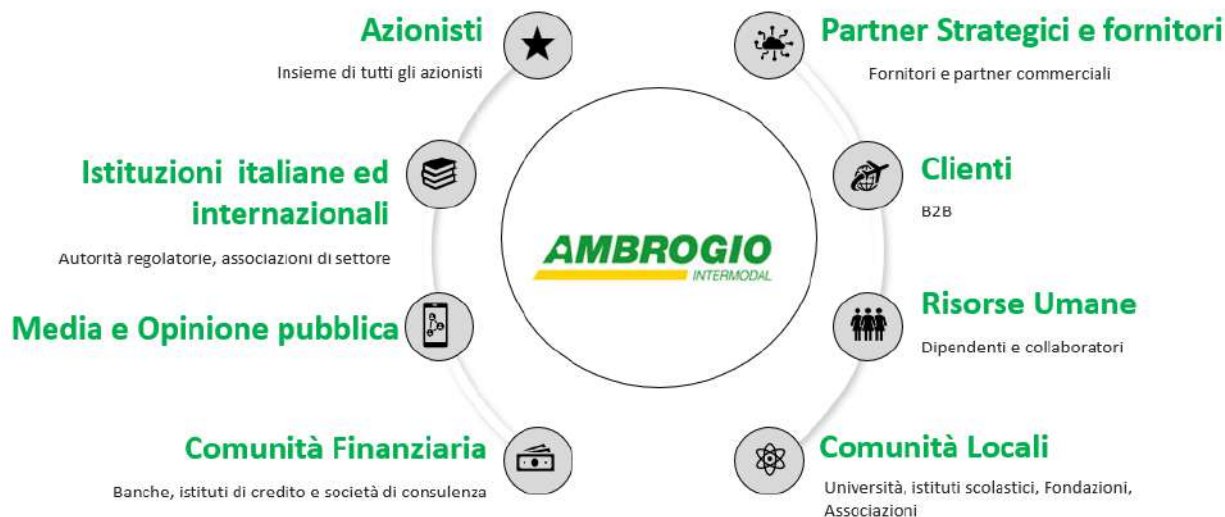 Azionisti
Insieme di tutti gli azionisti
Istituzioni italiane ed
internazionali
Autorità regolatorie, associazioni di settore
Media e Opinione pubblica
Comunità Finanziaria
Banche, istituti di credito e società di consulenza
AMBROGIO
INTERMODAL
Partner Strategici e fornitori
Fornitori e partner commerciali
Clienti
B2B
Risorse Umane
Dipendenti e collaboratori
Comunità Locali
Università, istituti scolastici, Fondazioni,
Associazioni